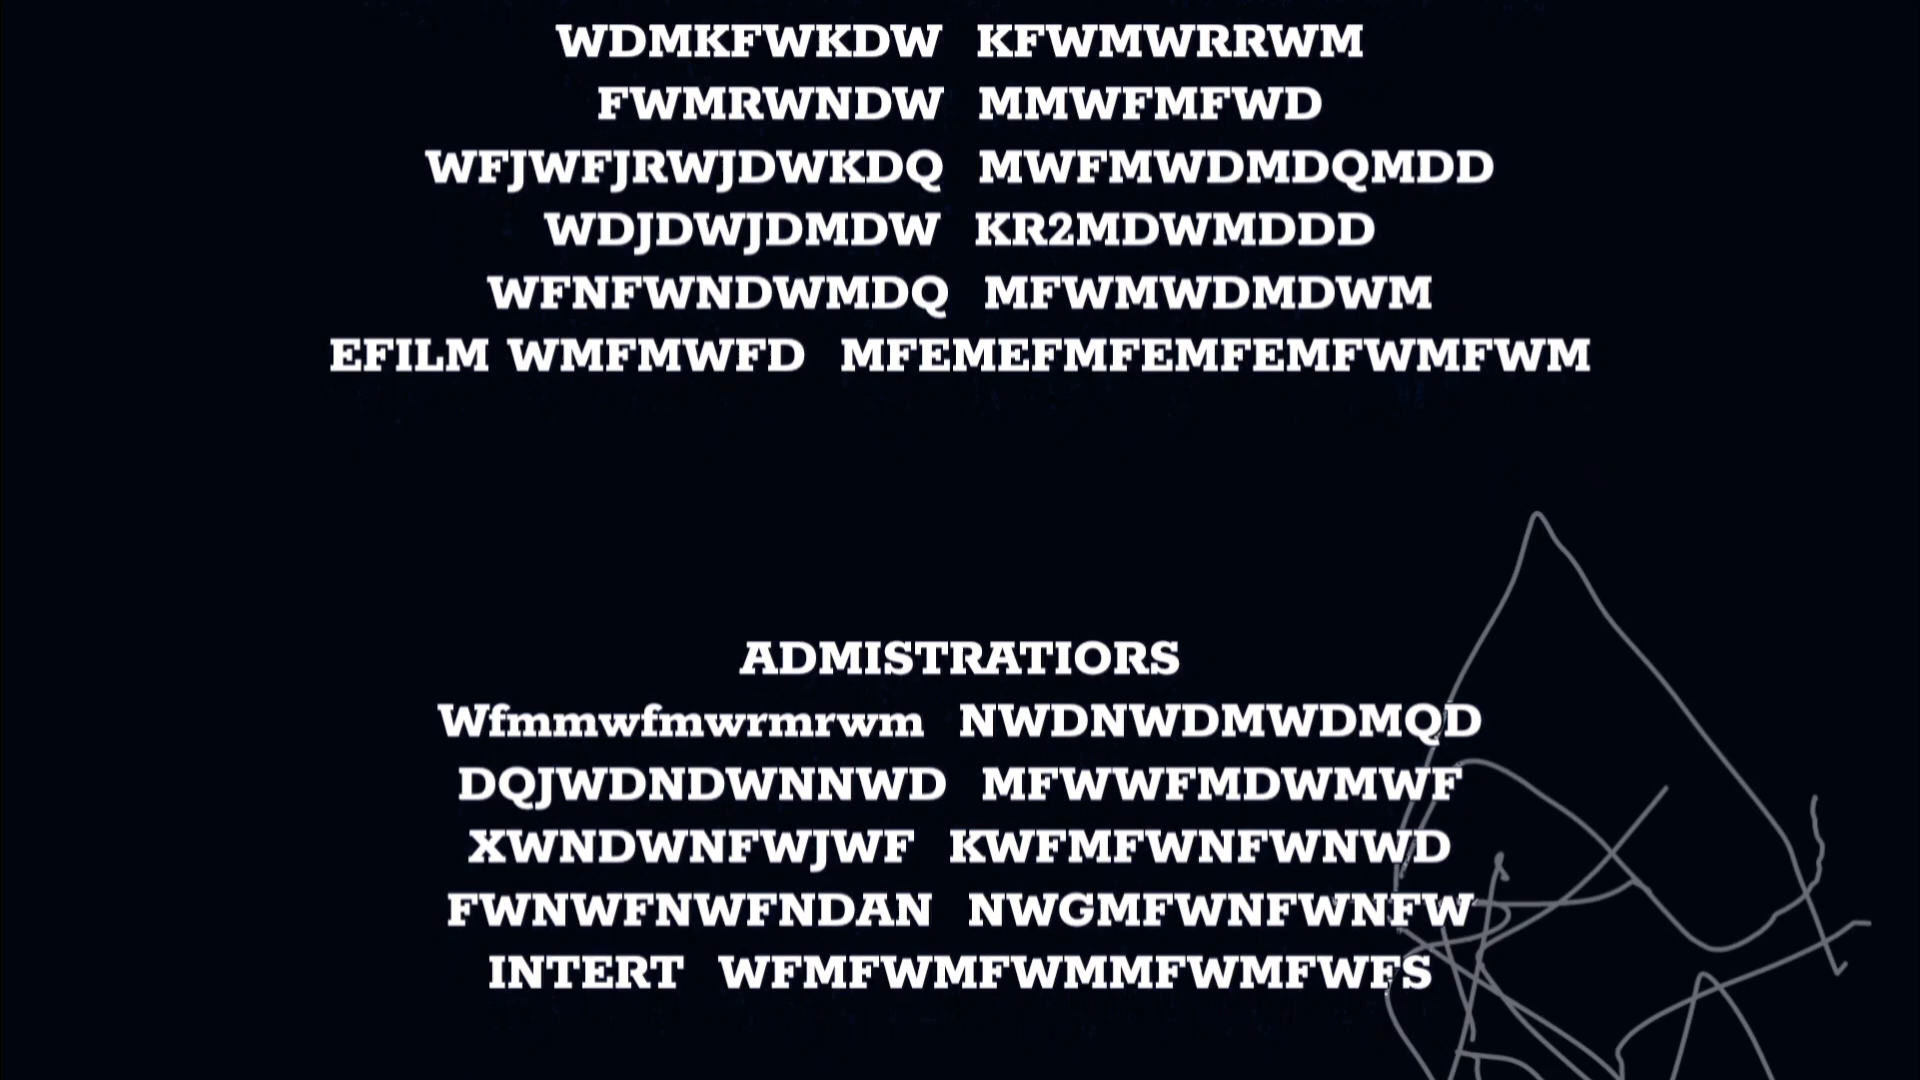 WDMKFWKDW KFWMWRRWM
FWMRWNDW MMWFMFWD
WFJWFJRWJDWKDQ MWFMWDMDQMDD
WDJDWJDMDW KR2MDWMDDD
WFNFWNDWMDQ MFWMWDMDWM
EFILM WMFMWFD MFEMEFMFEMFEMFWMFWM
ADMISTRATIORS
Wfmmwfmwrmrwm NWDNWDMWDMQD
DQJWDNDWNNWD MFWWFMDWMWF
XWNDWNFWJWF KWFMFWNFWNWD
FWNWFNWFNDAN NWGMFWNFWNFW
INTERT WFMFWMFWMMFWMFWFS